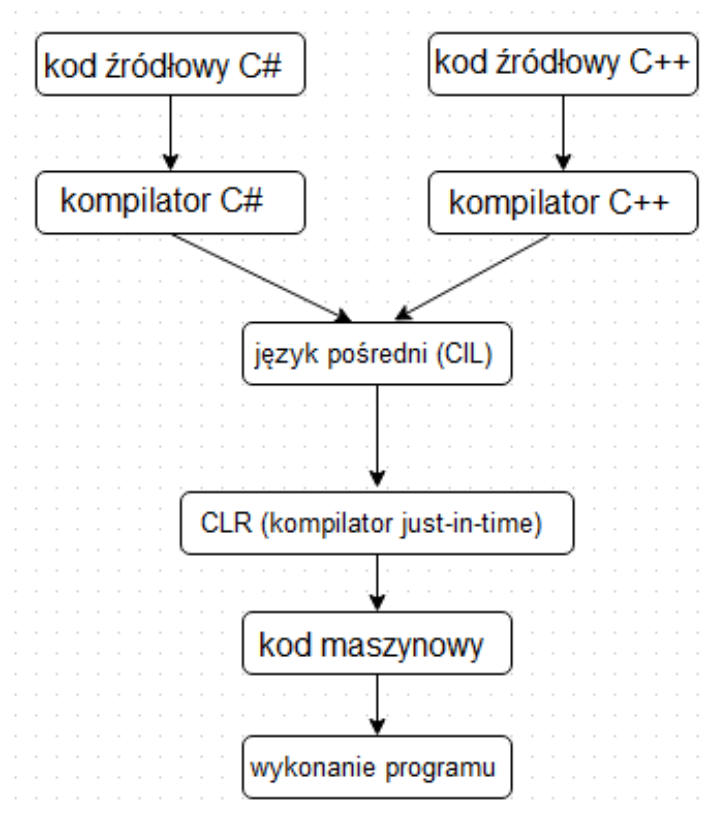 kod źródłowy C#
kod źródłowy C++
kompilator C#
kompilator C++
język pośredni (CIL)
CLR (kompilator just-in-time)
kod maszynowy
wykonanie programu